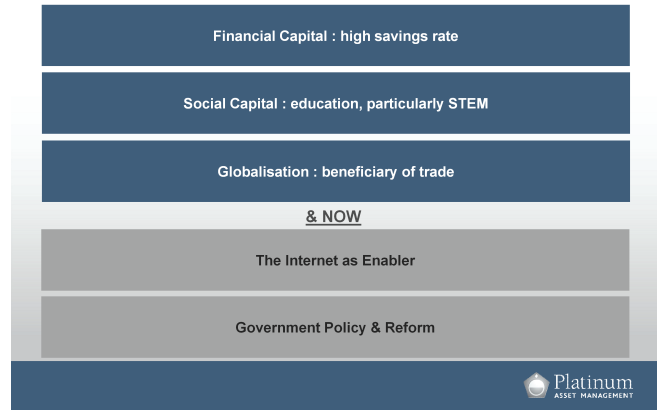 Financial Capital : high savings rate
Social Capital : education, particularly STEM
Globalisation : beneficiary of trade
& NOW
The Internet as Enabler
Government Policy & Reform
Platinum
ASSET MANAGEMENT